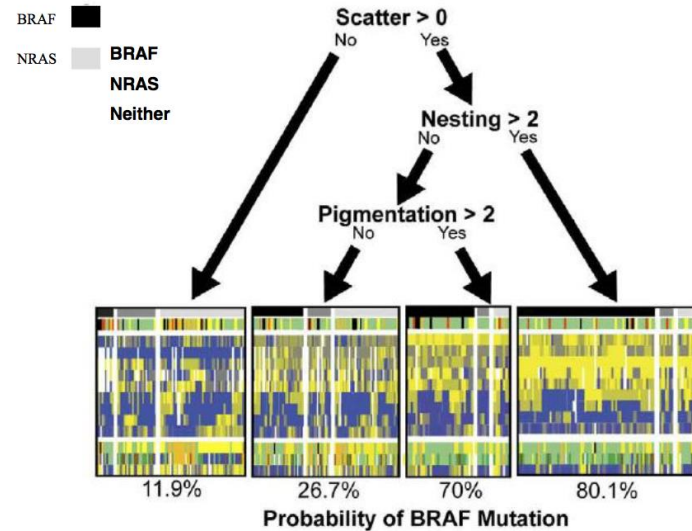 BRAF
NRAS
BRAF
NRAS
Neither
Scatter > 0
No Yes
Nesting > 2
No Yes
Pigmentation > 2
No Yes
11.9% 26.7% 70% 80.1%
Probability of BRAF Mutation